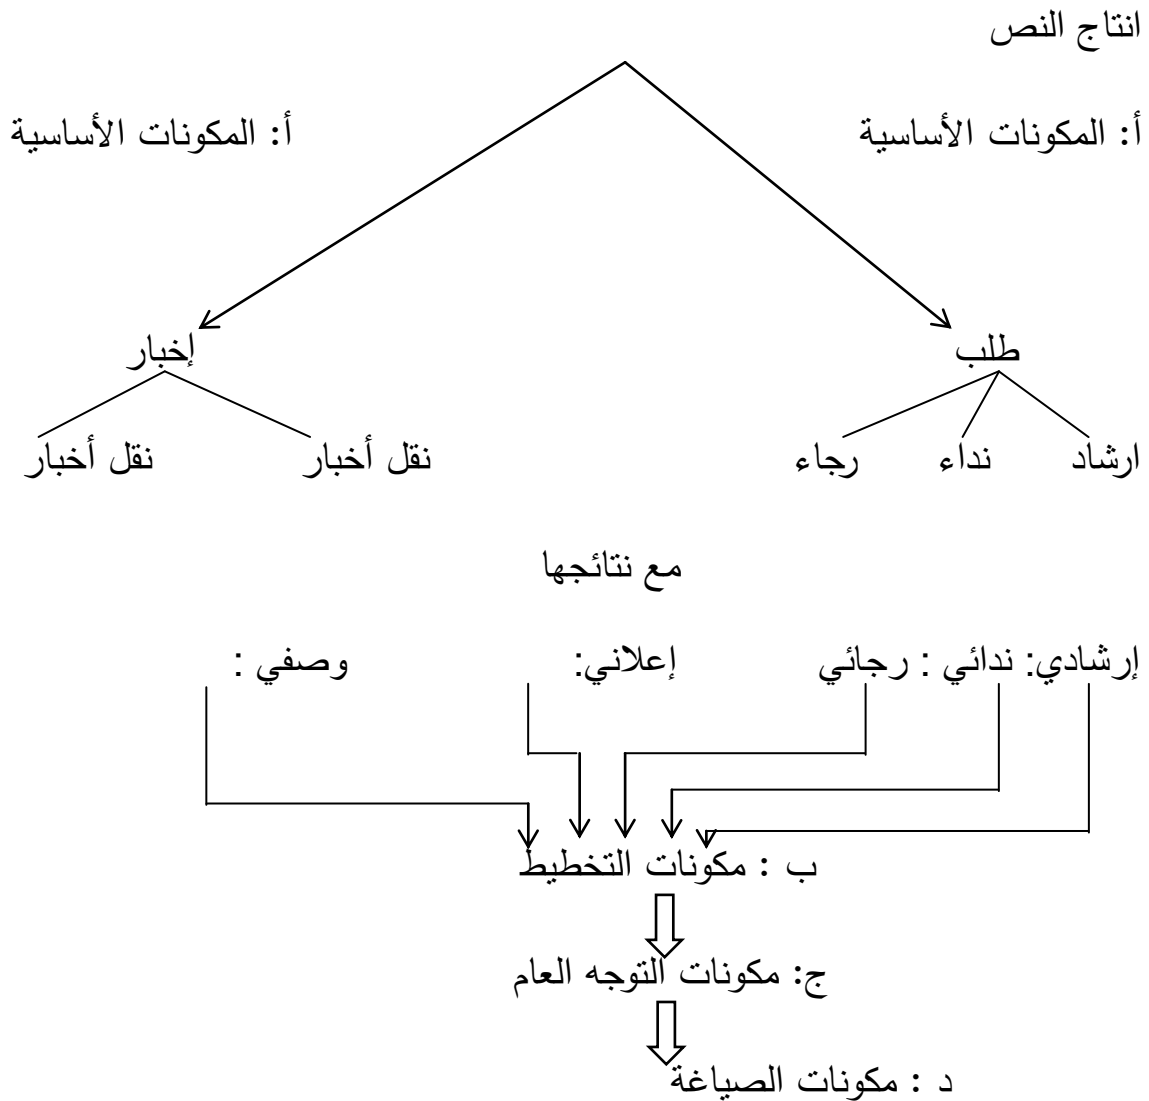 انتاج النص
أ: المكونات الأساسية أ: المكونات الأساسية
طلب إخبار
ارشاد نداء رجاء نقل أخبار نقل أخبار
مع نتائجها
إرشادي: ندائي : رجائي إعلاني: وصفي :
ب : مكونات التخطيط
ج: مكونات التوجه العام
د : مكونات الصياغة